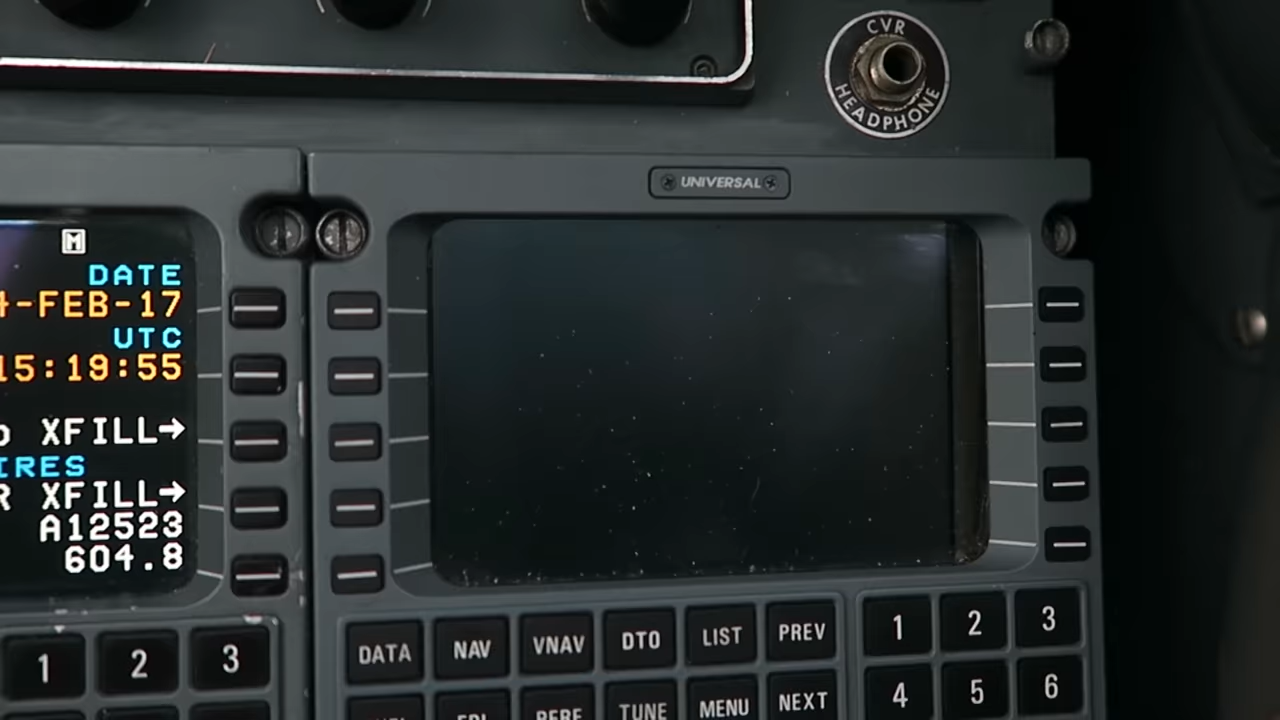 CVR
HEADPHONE
UNIVERSAL
M
DATE
-FEB-17
UTC
15:19:55
XFILL→
IRES
R XFILL→
A12523
604.8
1 2 3
DATA NAV VNAV DTO LIST PREV
1 2 3
TUNE MENU NEXT
4 5 6